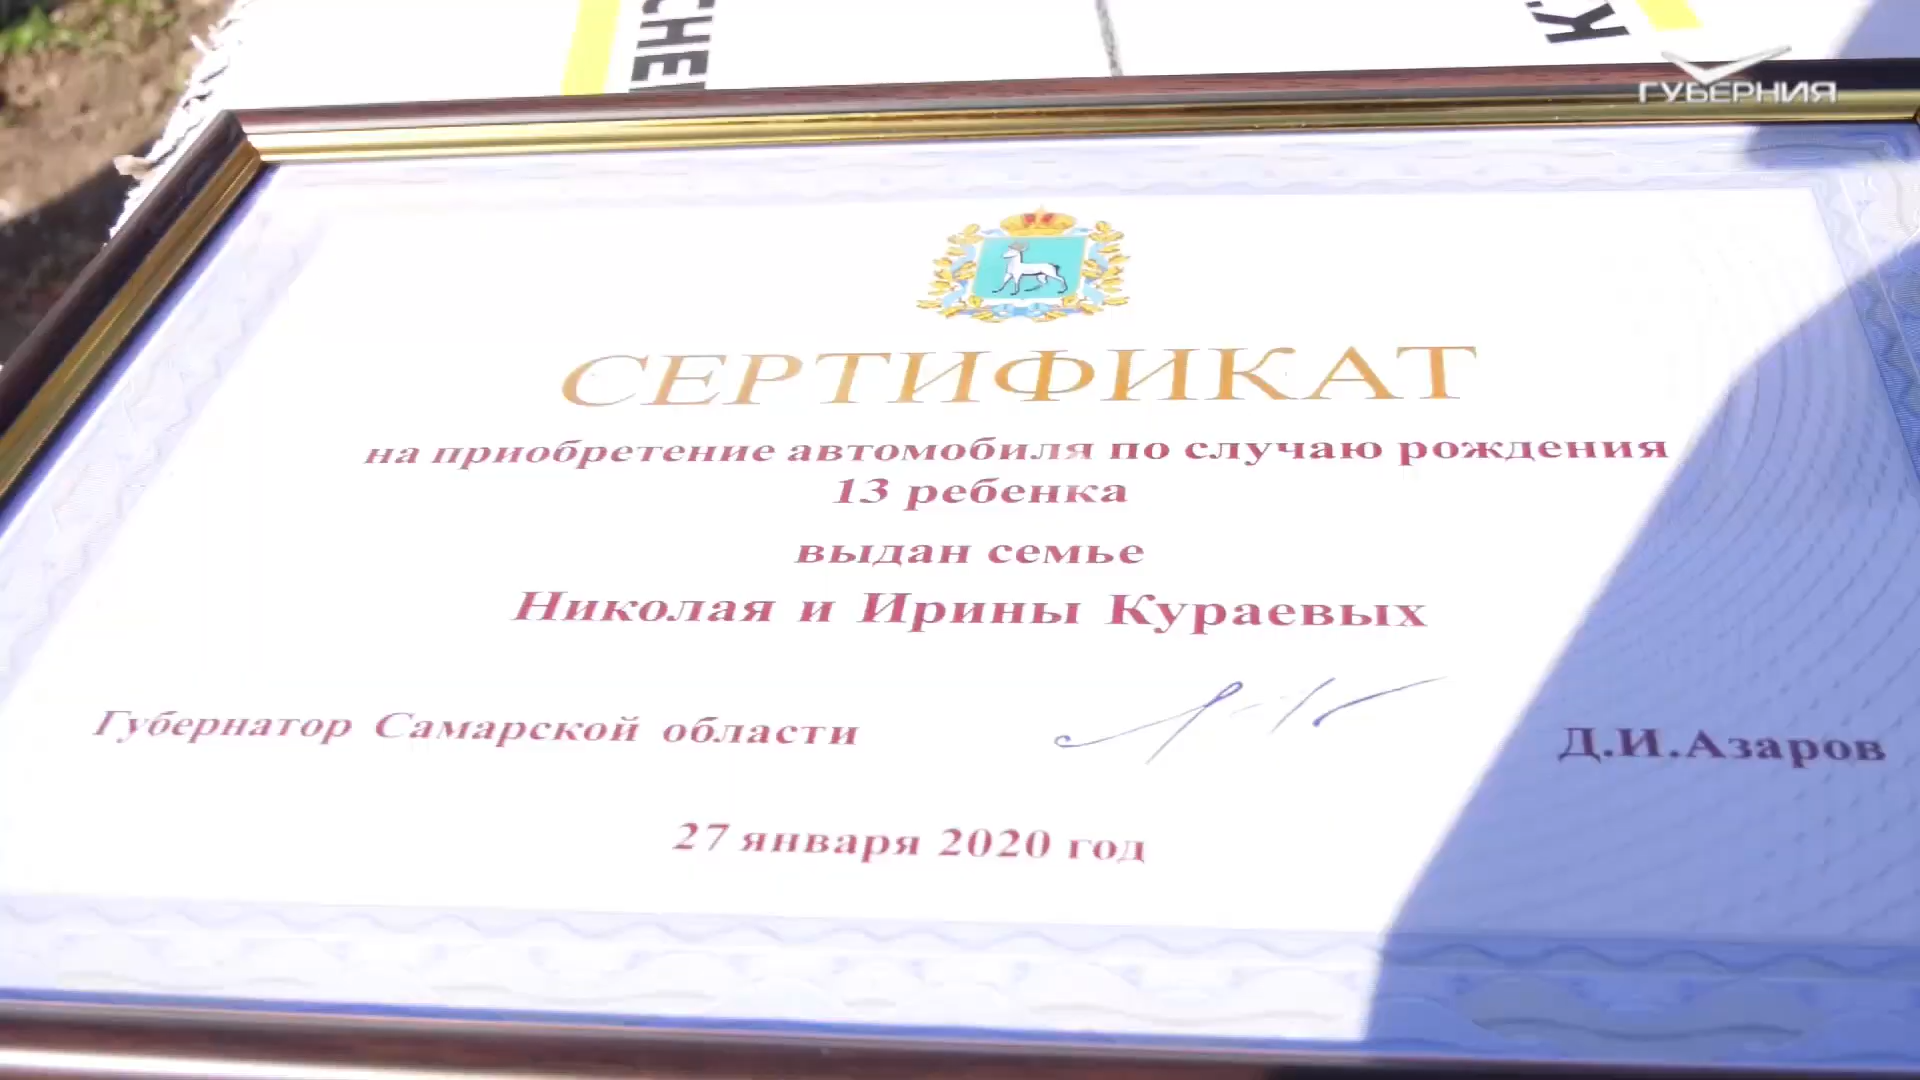 ГУБЕРНИЯ
СЕРТИФИКАТ
на приобретение автомобиля по случаю рождения
13 ребенка
выдан семье
Николая и Ирины Кураевых
Губернатор Самарской области
Д.И.Азаров
27 января 2020 год